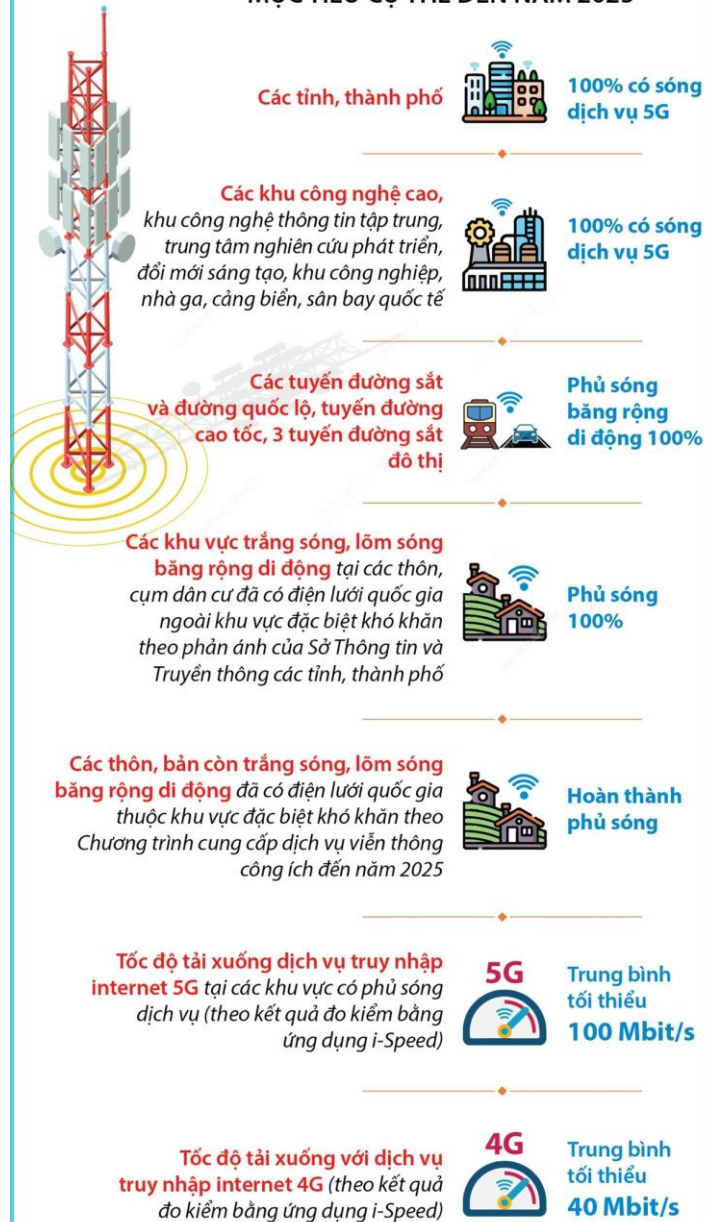 MỤC TIÊU CỤ THỂ ĐẾN NĂM 2025
Các tỉnh, thành phố
100% có sóng
dịch vụ 5G
Các khu công nghệ cao,
khu công nghệ thông tin tập trung,
trung tâm nghiên cứu phát triển,
đổi mới sáng tạo, khu công nghiệp,
nhà ga, cảng biển, sân bay quốc tế
100% có sóng
dịch vụ 5G
Các tuyến đường sắt
và đường quốc lộ, tuyến đường
cao tốc, 3 tuyến đường sắt
đô thị
Phủ sóng
băng rộng
di động 100%
Các khu vực trắng sóng, lõm sóng
băng rộng di động tại các thôn,
cụm dân cư đã có điện lưới quốc gia
ngoài khu vực đặc biệt khó khăn
theo phản ánh của Sở Thông tin và
Truyền thông các tỉnh, thành phố
Phủ sóng
100%
Các thôn, bản còn trắng sóng, lõm sóng
băng rộng di động đã có điện lưới quốc gia
thuộc khu vực đặc biệt khó khăn theo
Chương trình cung cấp dịch vụ viễn thông
công ích đến năm 2025
Hoàn thành
phủ sóng
Tốc độ tải xuống dịch vụ truy nhập
internet 5G tại các khu vực có phủ sóng
dịch vụ (theo kết quả đo kiểm bằng
ứng dụng i-Speed)
5G
Trung bình
tối thiểu
100 Mbit/s
Tốc độ tải xuống với dịch vụ
truy nhập internet 4G (theo kết quả
đo kiểm bằng ứng dụng i-Speed)
4G
Trung bình
tối thiểu
40 Mbit/s